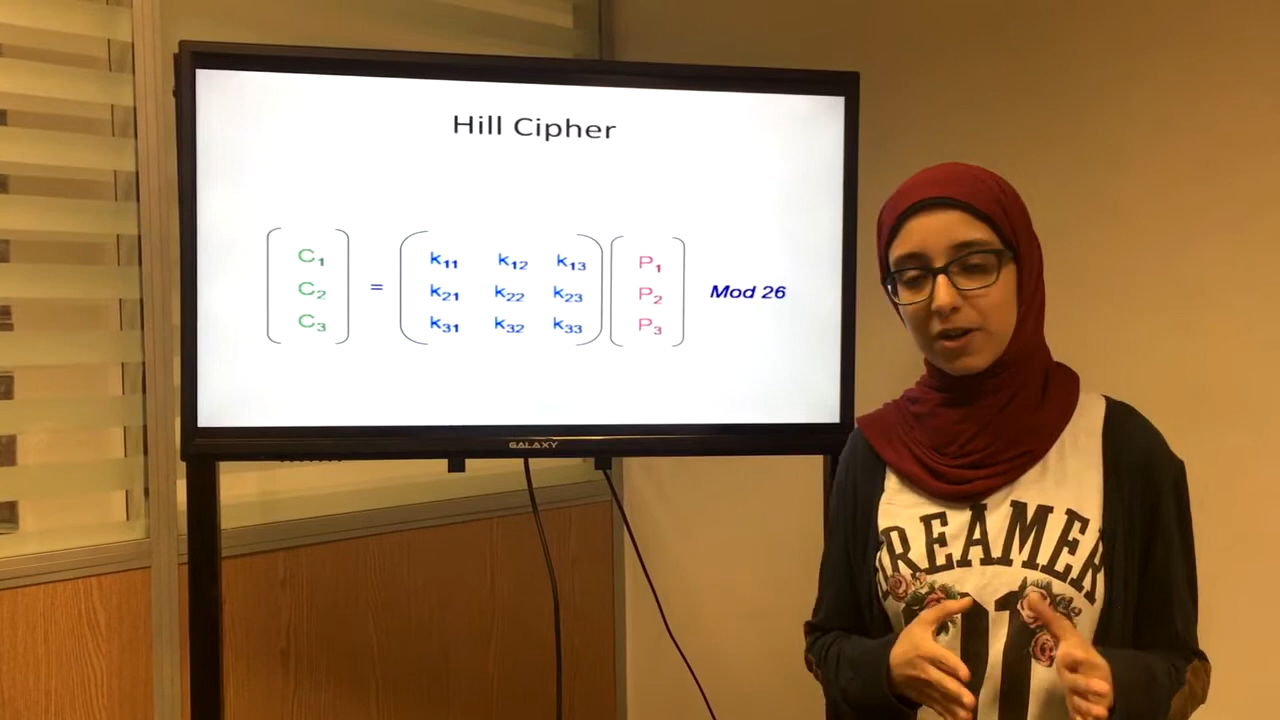 Hill Cipher
C1 = k11 k12 k13 P1
C2 k21 k22 k23 P2 Mod 26
C3 k31 k32 k33 P3
GALAXY
DREAMER
01